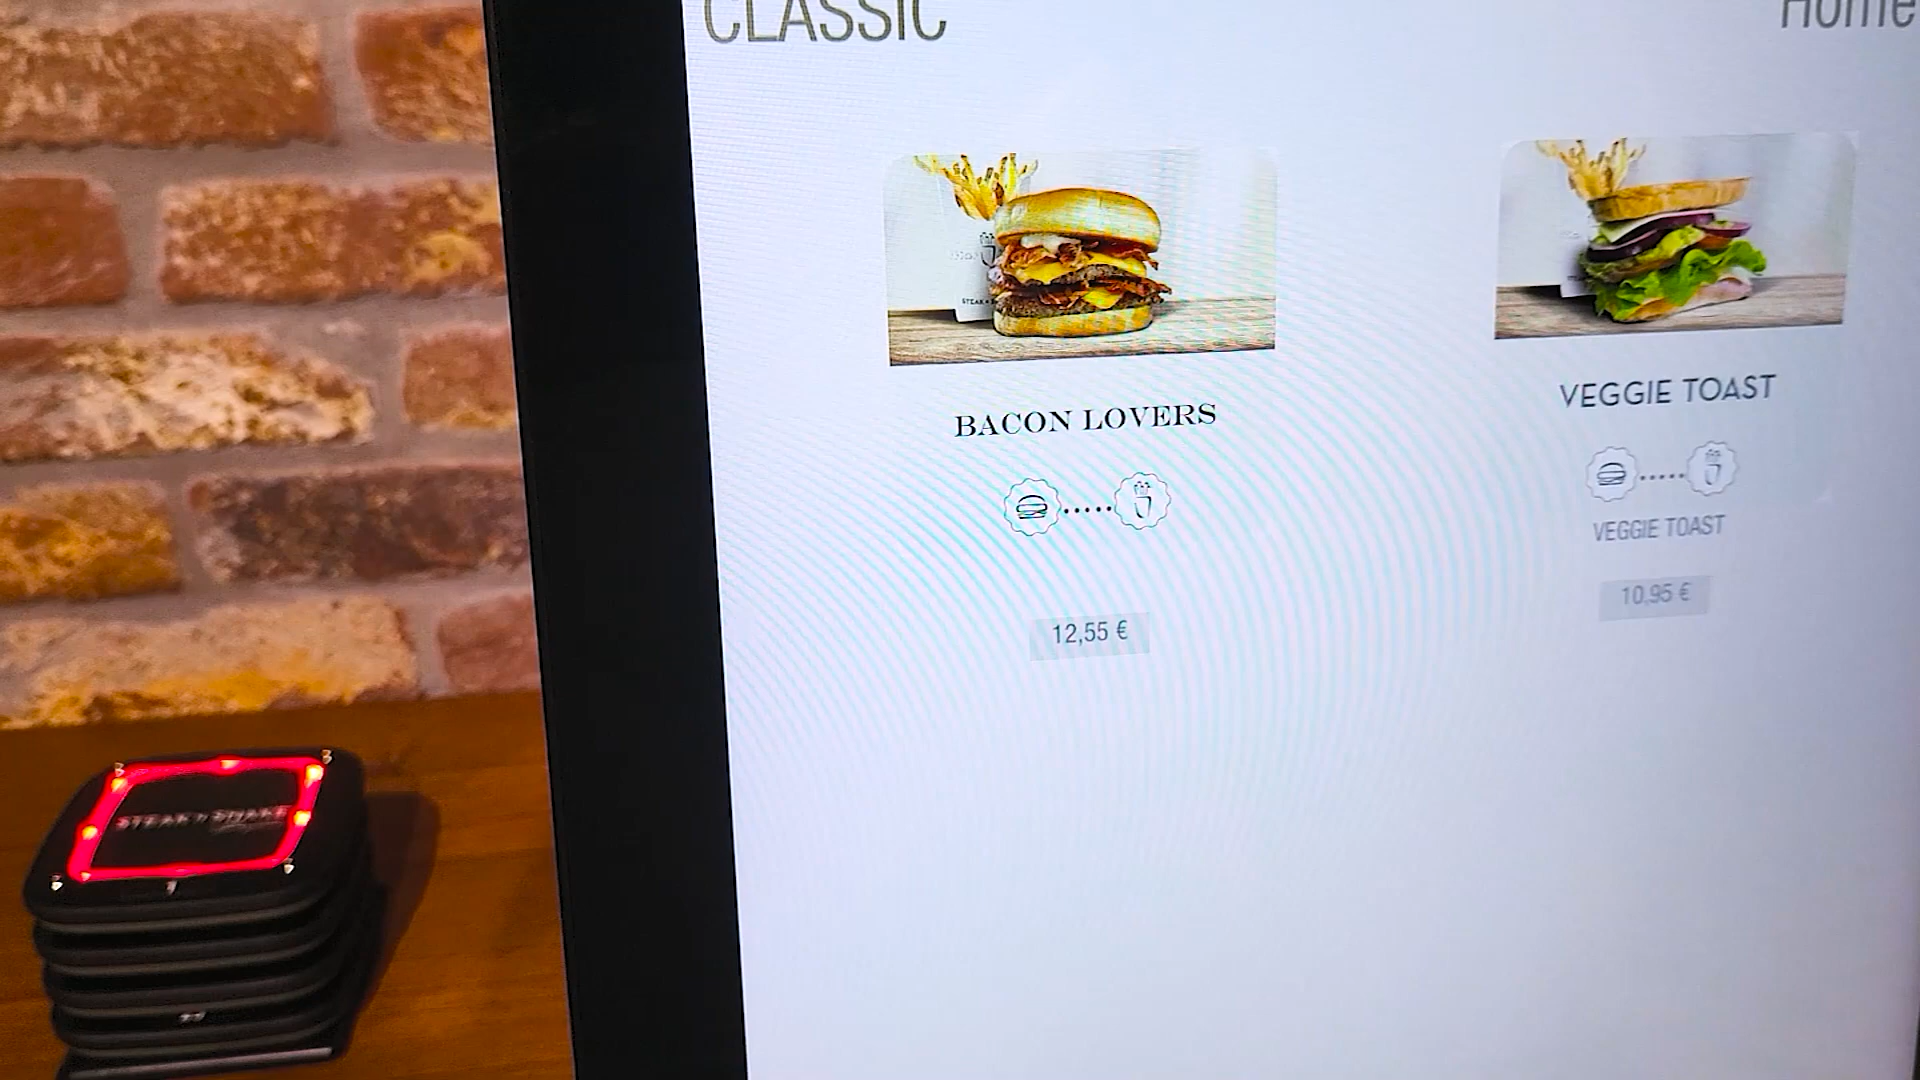 CLASSIC
Home
BACON LOVERS
12,55 €
VEGGIE TOAST
VEGGIE TOAST
10,95 €
STEAK N SHAKE